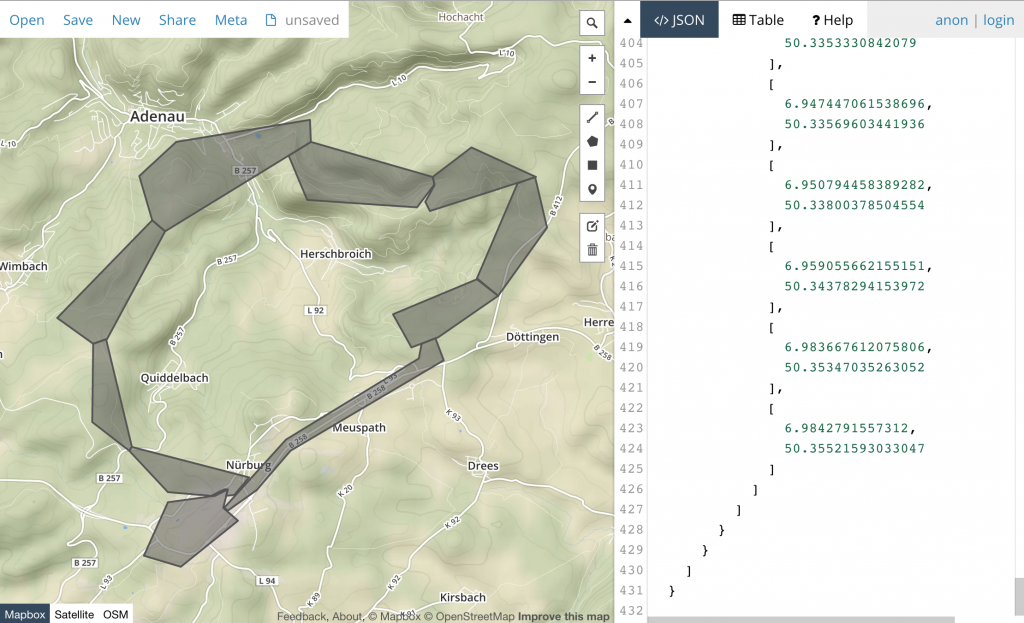 Open Save New Share Meta unsaved
</> JSON Table ? Help anon | login
Hochacht
L 10
L 10
Adenau
L 10
B 257
B 412
Herschbroich
B 257
Wimbach
L 92
Herre
B 257
Döttingen
B 258
Quiddelbach
B 258 L 93
K 93
Meuspath
B 258
Nürburg
Drees
B 257
K 20
K 92
B 257
L 93
L 94
K 92
K 89
Kirsbach
K 91
Mapbox Satellite OSM
Feedback, About, © Mapbox © OpenStreetMap Improve this map
404 50.3353330842079
405 ],
406 [
407 6.947447061538696,
408 50.33569603441936
409 ],
410 [
411 6.950794458389282,
412 50.33800378504554
413 ],
414 [
415 6.959055662155151,
416 50.34378294153972
417 ],
418 [
419 6.983667612075806,
420 50.35347035263052
421 ],
422 [
423 6.9842791557312,
424 50.35521593033047
425 ]
426 ]
427 ]
428 }
429 }
430 ]
431 }
432